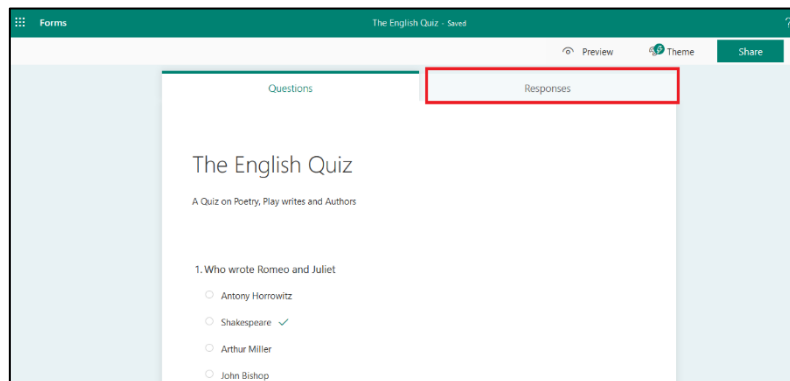 Forms The English Quiz - Saved ?
Preview Theme Share
Questions Responses
The English Quiz
A Quiz on Poetry, Play writes and Authors
1. Who wrote Romeo and Juliet
Antony Horrowitz
Shakespeare
Arthur Miller
John Bishop